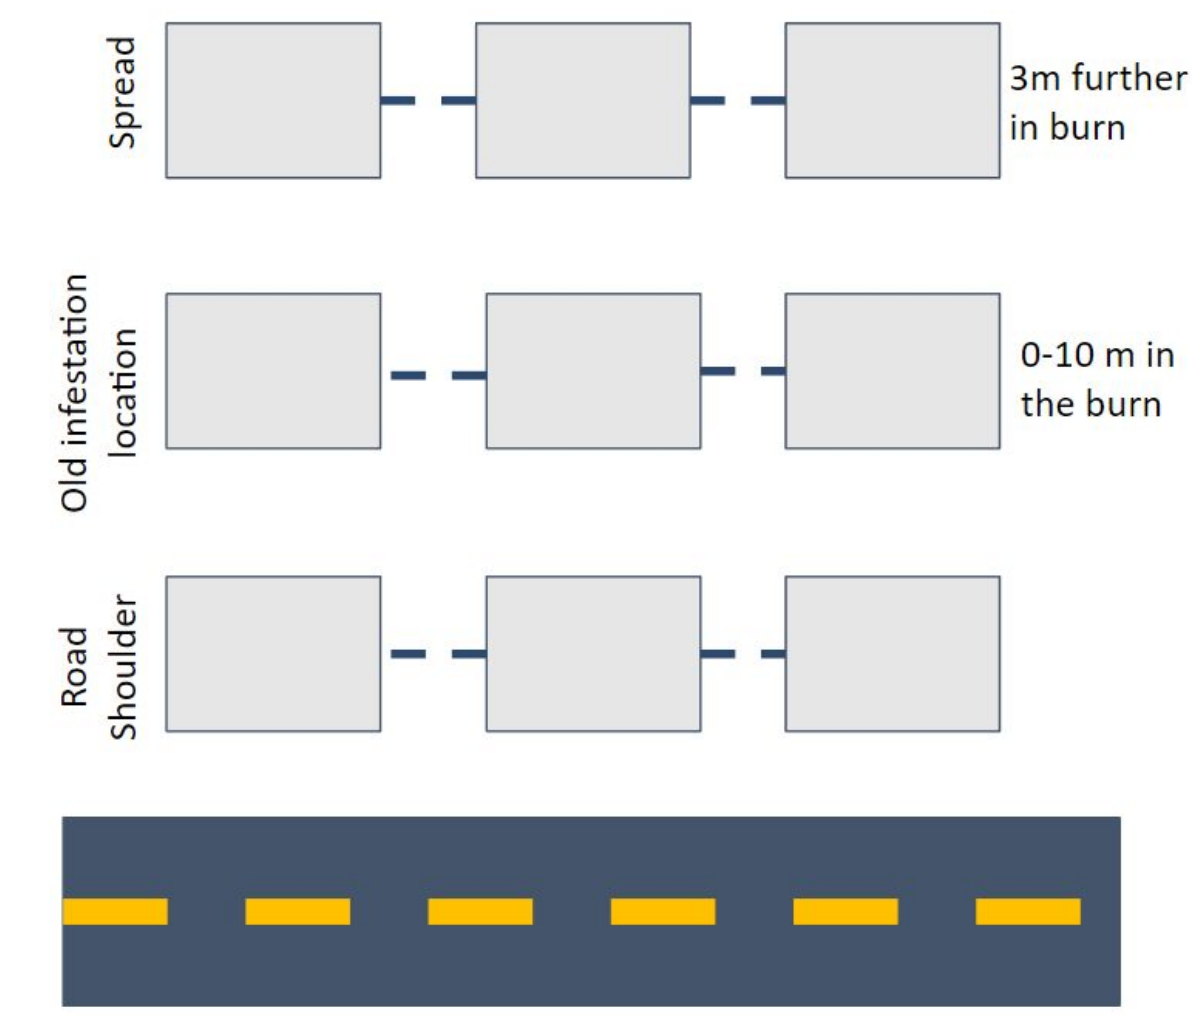 Spread
3m further
in burn
Old infestation
location
0-10 m in
the burn
Road
Shoulder